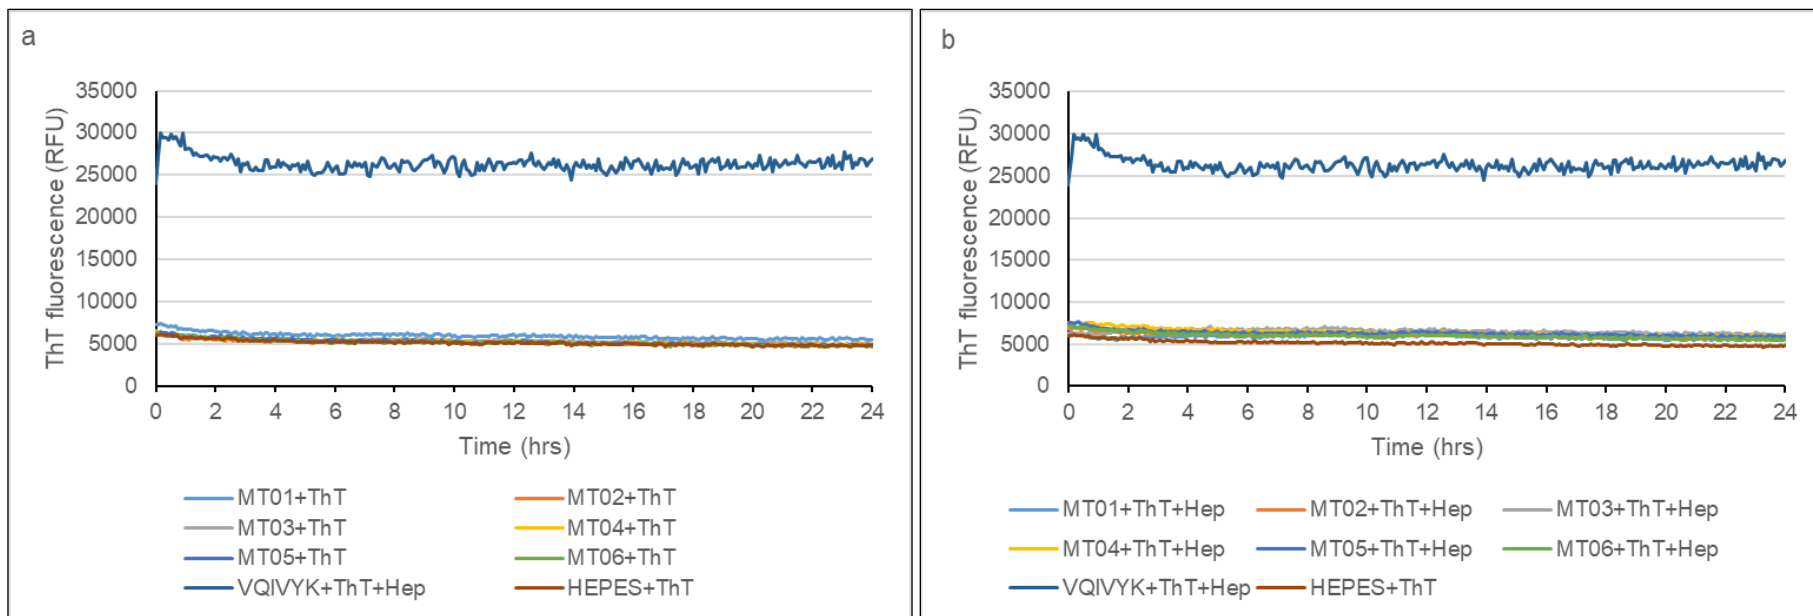 a
ThT fluorescence (RFU)
35000
30000
25000
20000
15000
10000
5000
0
0 2 4 6 8 10 12 14 16 18 20 22 24
Time (hrs)
MT01+ThT MT02+ThT
MT03+ThT MT04+ThT
MT05+ThT MT06+ThT
VQIVYK+ThT+Hep HEPES+ThT
b
ThT fluorescence (RFU)
35000
30000
25000
20000
15000
10000
5000
0
0 2 4 6 8 10 12 14 16 18 20 22 24
Time (hrs)
MT01+ThT+Hep MT02+ThT+Hep MT03+ThT+Hep
MT04+ThT+Hep MT05+ThT+Hep MT06+ThT+Hep
VQIVYK+ThT+Hep HEPES+ThT